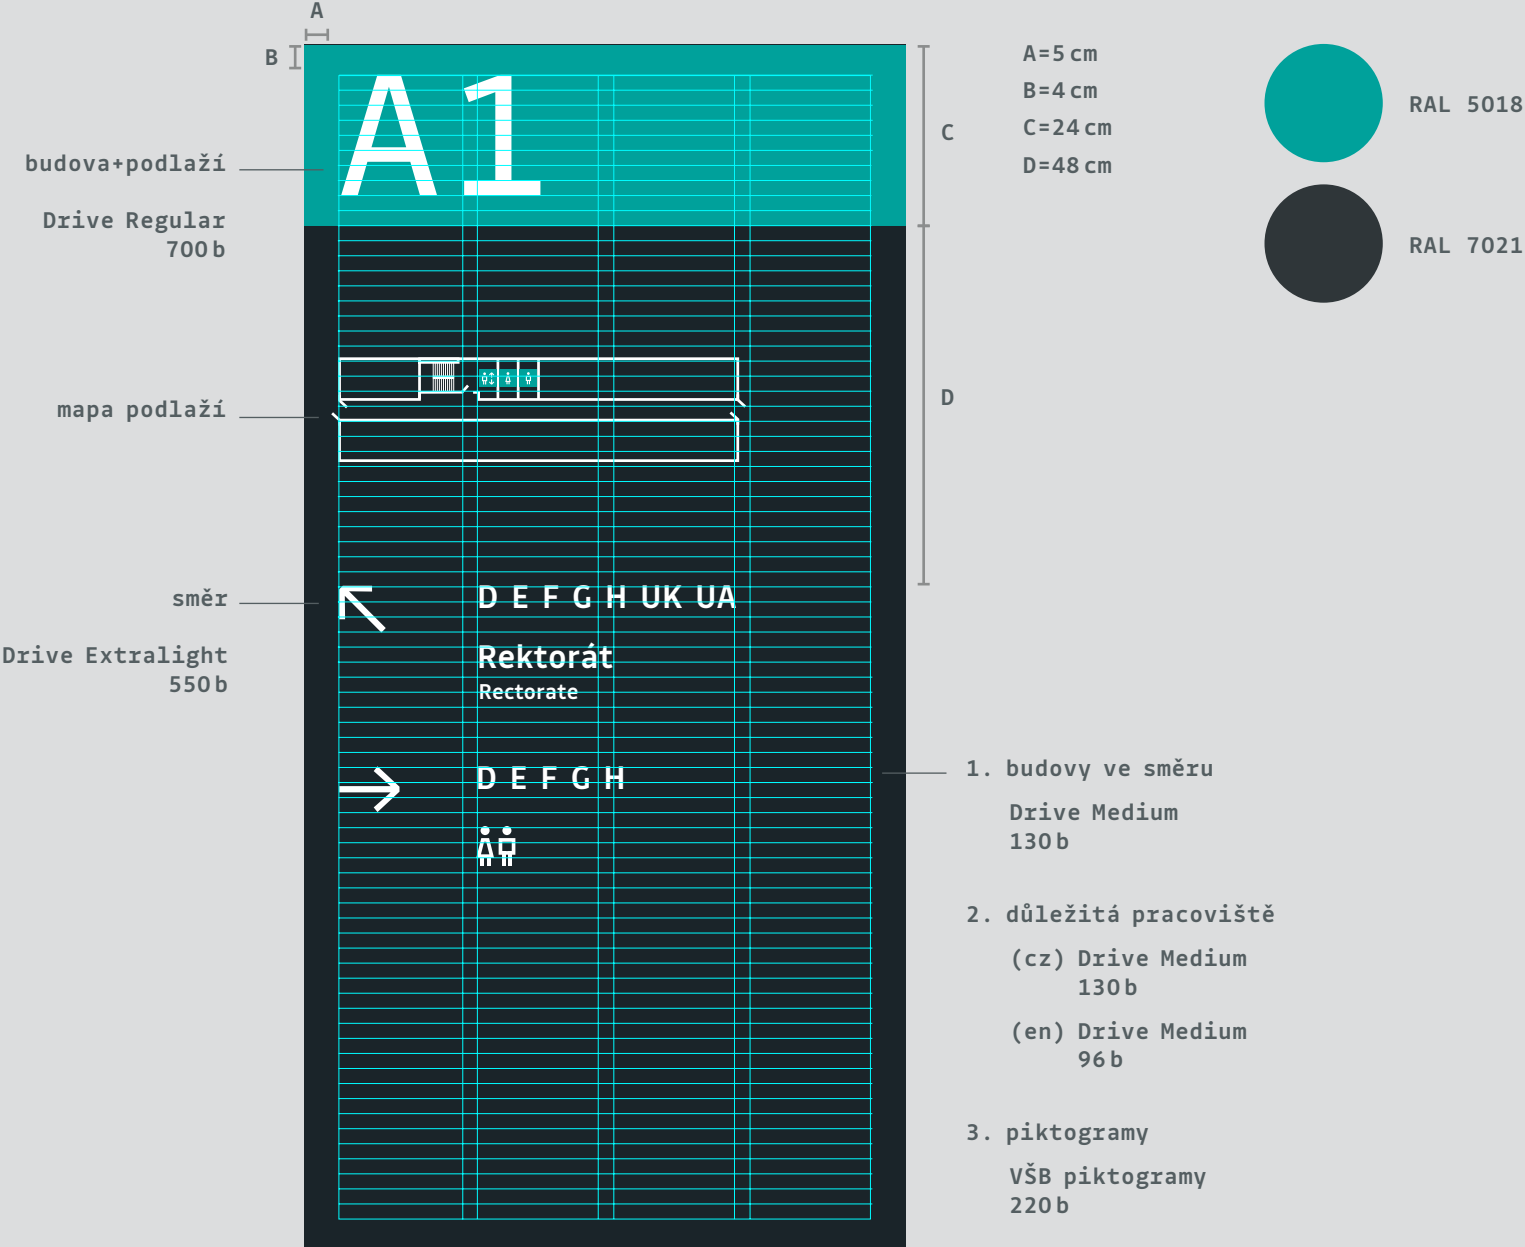 A
B
A1
budova+podlaží
Drive Regular
700 b
mapa podlaží
směr
Drive Extralight
550 b
D E F G H UK UA
Rektorát
Rectorate
D E F G H
C
D
A=5 cm
B=4 cm
C=24 cm
D=48 cm
RAL 5018
RAL 7021
1. budovy ve směru
Drive Medium
130 b
2. důležitá pracoviště
(cz) Drive Medium
130 b
(en) Drive Medium
96 b
3. piktogramy
VŠB piktogramy
220 b